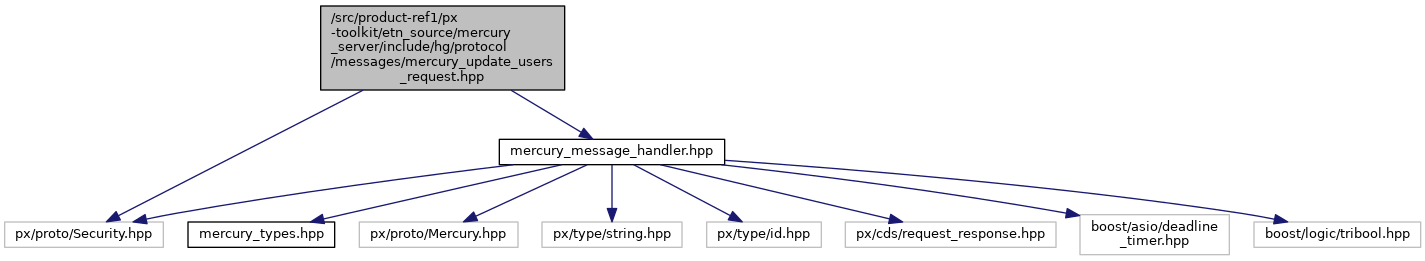 /src/product-ref1/px
-toolkit/etn_source/mercury
_server/include/hg/protocol
/messages/mercury_update_users
_request.hpp
mercury_message_handler.hpp
px/proto/Security.hpp
mercury_types.hpp
px/proto/Mercury.hpp
px/type/string.hpp
px/type/id.hpp
px/cds/request_response.hpp
boost/asio/deadline
_timer.hpp
boost/logic/tribool.hpp